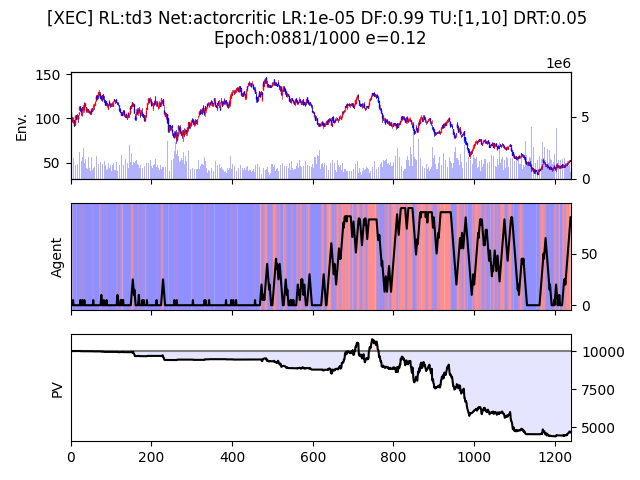 [XEC] RL:td3 Net:actorcritic LR:1e-05 DF:0.99 TU:[1,10] DRT:0.05
Epoch:0881/1000 e=0.12
1e6
150
100
50
Env.
5
0
Agent
50
0
PV
10000
7500
5000
0 200 400 600 800 1000 1200